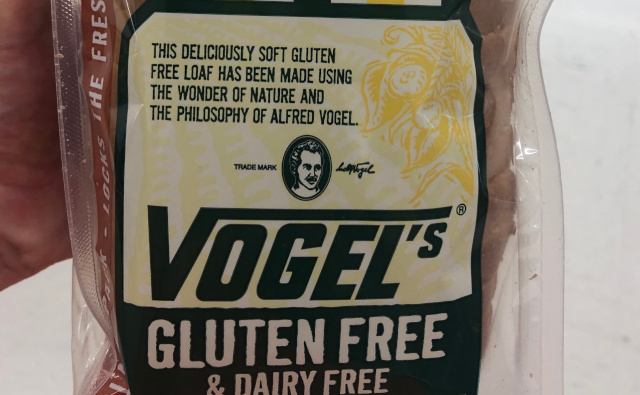 THIS DELICIOUSLY SOFT GLUTEN
FREE LOAF HAS BEEN MADE USING
THE WONDER OF NATURE AND
THE PHILOSOPHY OF ALFRED VOGEL.
TRADE MARK
VOGEL'S®
GLUTEN FREE
& DAIRY FREE
LOCKS THE FRES